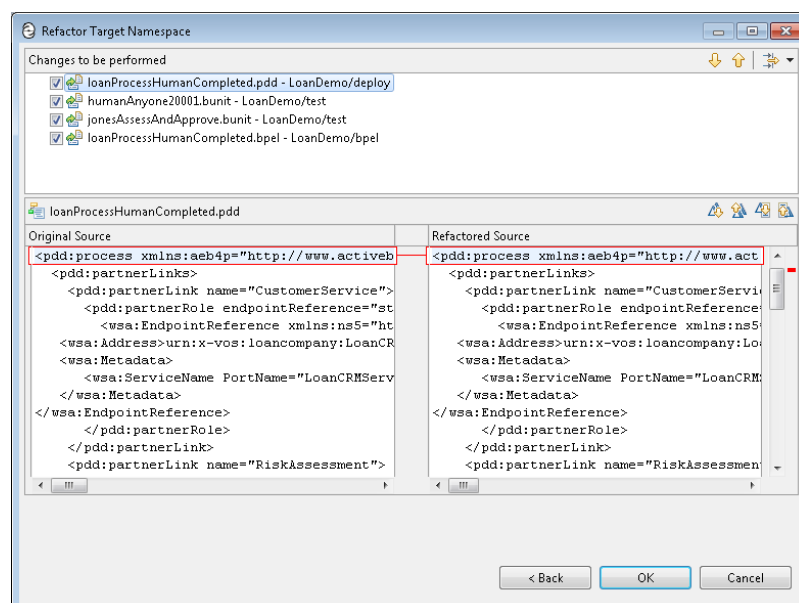 Refactor Target Namespace
Changes to be performed
loanProcessHumanCompleted.pdd - LoanDemo/deploy
humanAnyone20001.bunit - LoanDemo/test
jonesAssessAndApprove.bunit - LoanDemo/test
loanProcessHumanCompleted.bpel - LoanDemo/bpel
loanProcessHumanCompleted.pdd
Original Source
<pdd:process xmlns:aeb4p="http://www.activeb
<pdd:partnerLinks>
<pdd:partnerLink name="CustomerService">
<pdd:partnerRole endpointReference="st
<wsa:EndpointReference xmlns:ns5="ht
<wsa:Address>urn:x-vos:loancompany:LoanCR
<wsa:Metadata>
<wsa:ServiceName PortName="LoanCRMServ
</wsa:Metadata>
</wsa:EndpointReference>
</pdd:partnerRole>
</pdd:partnerLink>
<pdd:partnerLink name="RiskAssessment">
Refactored Source
<pdd:process xmlns:aeb4p="http://www.act
<pdd:partnerLinks>
<pdd:partnerLink name="CustomerServi
<pdd:partnerRole endpointReference=
<wsa:EndpointReference xmlns:ns5
<wsa:Address>urn:x-vos:loancompany:Loa
<wsa:Metadata>
<wsa:ServiceName PortName="LoanCRM
</wsa:Metadata>
</wsa:EndpointReference>
</pdd:partnerRole>
</pdd:partnerLink>
<pdd:partnerLink name="RiskAssessmen
< Back
OK
Cancel